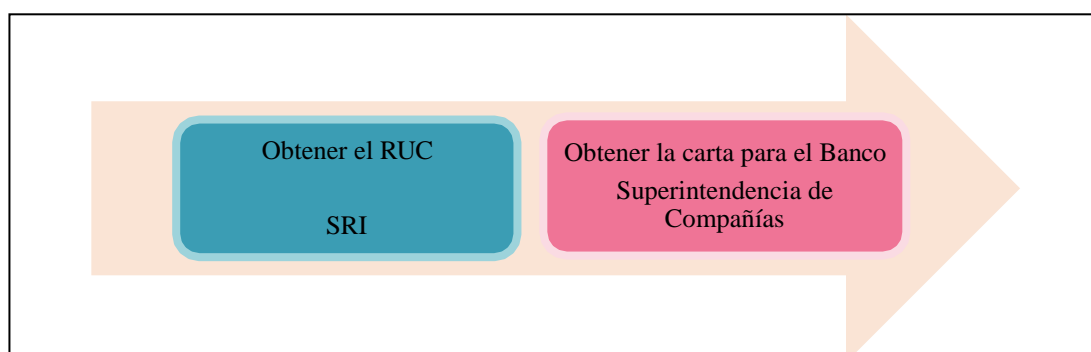 Obtener el RUC
SRI
Obtener la carta para el Banco
Superintendencia de
Compañías